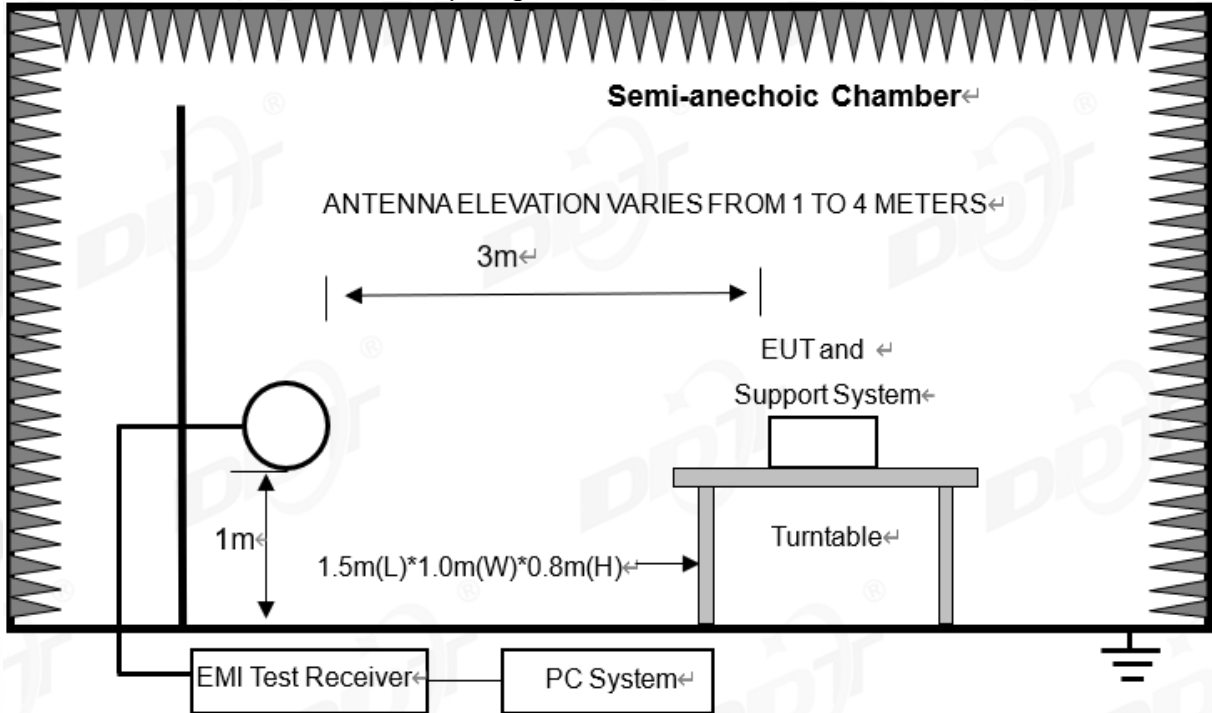 Semi-anechoic Chamber↵
ANTENNA ELEVATION VARIES FROM 1 TO 4 METERS↵
3m↵
EUT and ↵
Support System↵
1m↵
1.5m(L)*1.0m(W)*0.8m(H)↵
Turntable↵
EMI Test Receiver↵
PC System↵
DDT®